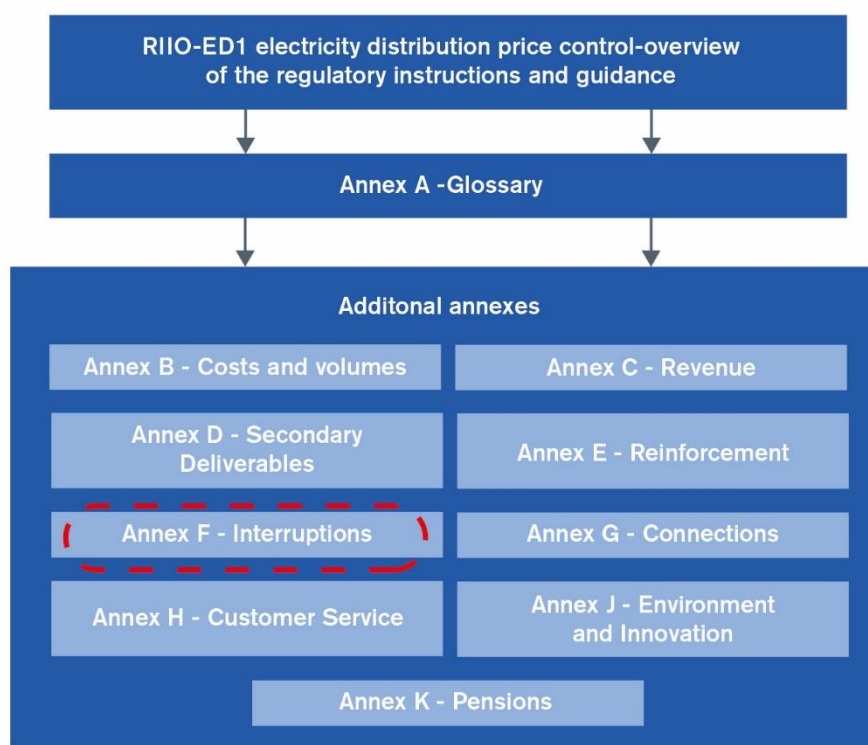 RIIO-ED1 electricity distribution price control-overview
of the regulatory instructions and guidance
Annex A -Glossary
Additonal annexes
Annex B - Costs and volumes
Annex C - Revenue
Annex D - Secondary
Deliverables
Annex E - Reinforcement
Annex F - Interruptions
Annex G - Connections
Annex H - Customer Service
Annex J - Environment
and Innovation
Annex K - Pensions